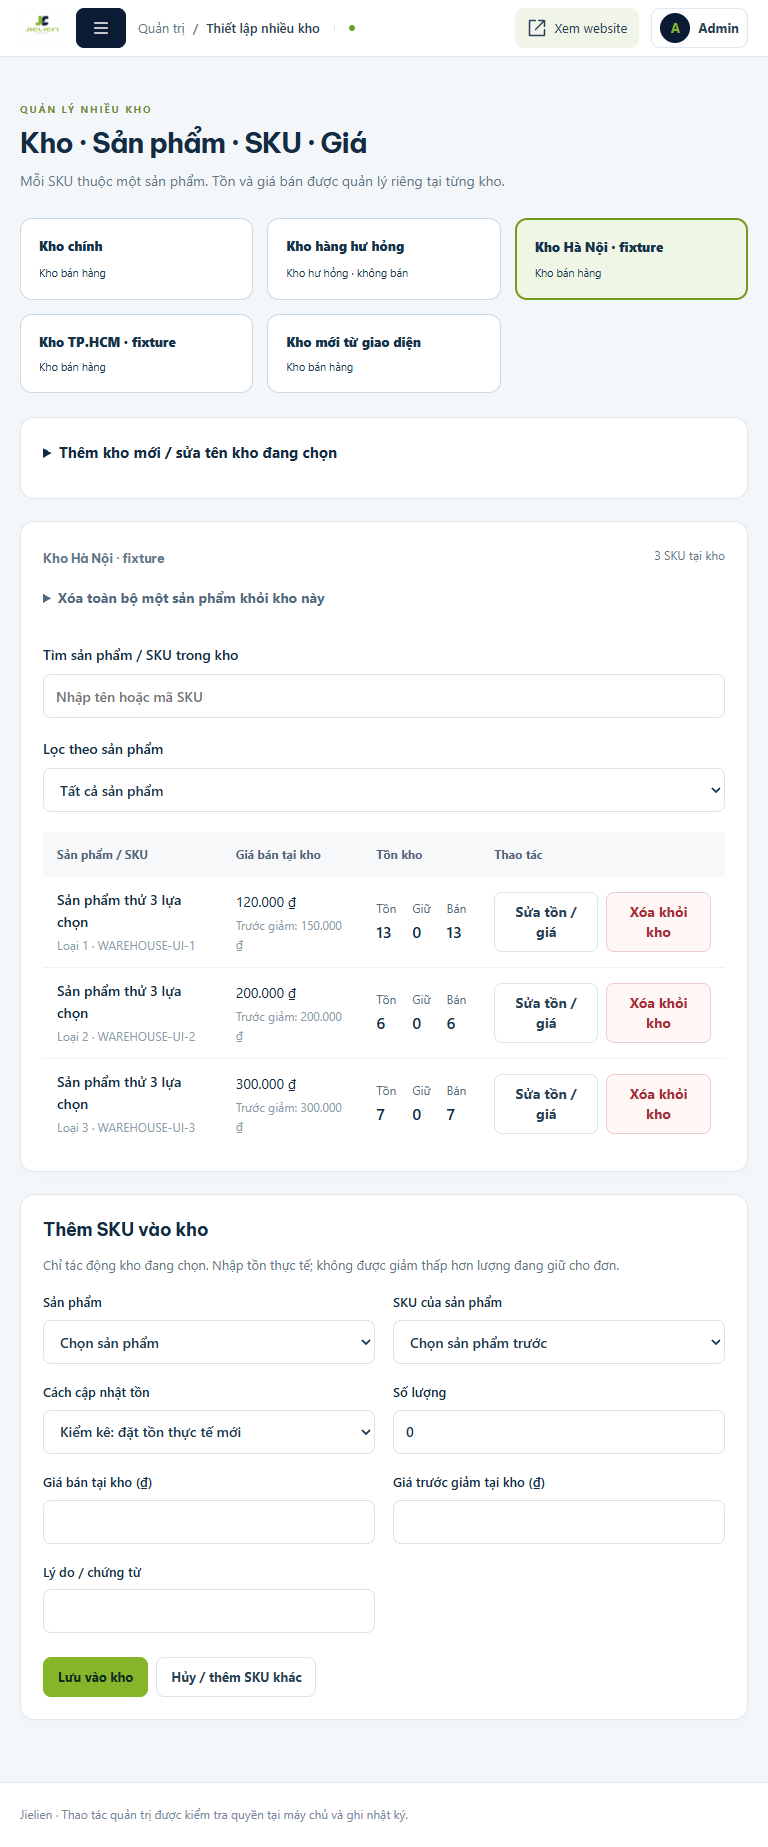 JC
JIELIEN
Quản trị / Thiết lập nhiều kho
Xem website
A Admin
QUẢN LÝ NHIỀU KHO
Kho · Sản phẩm · SKU · Giá
Mỗi SKU thuộc một sản phẩm. Tồn và giá bán được quản lý riêng tại từng kho.
Kho chính
Kho bán hàng
Kho hàng hư hỏng
Kho hư hỏng · không bán
Kho Hà Nội · fixture
Kho bán hàng
Kho TP.HCM · fixture
Kho bán hàng
Kho mới từ giao diện
Kho bán hàng
Thêm kho mới / sửa tên kho đang chọn
Kho Hà Nội · fixture
3 SKU tại kho
Xóa toàn bộ một sản phẩm khỏi kho này
Tìm sản phẩm / SKU trong kho
Nhập tên hoặc mã SKU
Lọc theo sản phẩm
Tất cả sản phẩm
Sản phẩm / SKU Giá bán tại kho Tồn kho Thao tác
Sản phẩm thử 3 lựa
chọn
Loại 1 · WAREHOUSE-UI-1
120.000 ₫
Trước giảm: 150.000
₫
Tồn Giữ Bán
13 0 13
Sửa tồn /
giá
Xóa khỏi
kho
Sản phẩm thử 3 lựa
chọn
Loại 2 · WAREHOUSE-UI-2
200.000 ₫
Trước giảm: 200.000
₫
Tồn Giữ Bán
6 0 6
Sửa tồn /
giá
Xóa khỏi
kho
Sản phẩm thử 3 lựa
chọn
Loại 3 · WAREHOUSE-UI-3
300.000 ₫
Trước giảm: 300.000
₫
Tồn Giữ Bán
7 0 7
Sửa tồn /
giá
Xóa khỏi
kho
Thêm SKU vào kho
Chỉ tác động kho đang chọn. Nhập tồn thực tế; không được giảm thấp hơn lượng đang giữ cho đơn.
Sản phẩm
Chọn sản phẩm
SKU của sản phẩm
Chọn sản phẩm trước
Cách cập nhật tồn
Kiểm kê: đặt tồn thực tế mới
Số lượng
0
Giá bán tại kho (₫)
Giá trước giảm tại kho (₫)
Lý do / chứng từ
Lưu vào kho
Hủy / thêm SKU khác
Jielien · Thao tác quản trị được kiểm tra quyền tại máy chủ và ghi nhật ký.